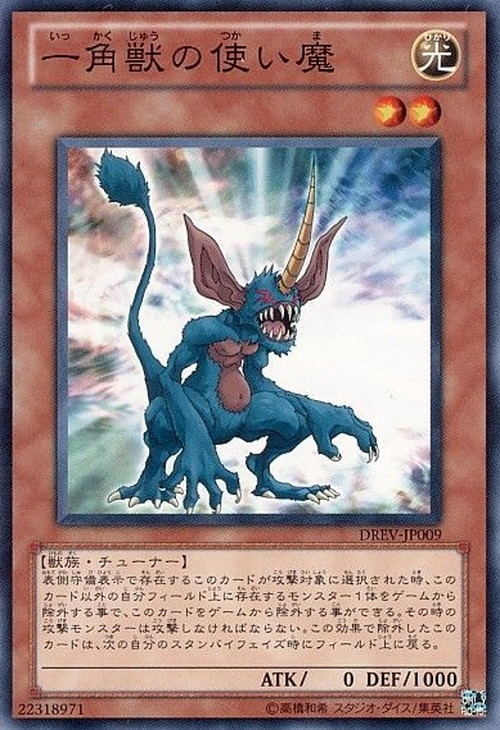 一角獣の使い魔
光
DREV-JP009
【獣族・チューナー】
表側守備表示で存在するこのカードが攻撃対象に選択された時、この
カード以外の自分フィールド上に存在するモンスター1体をゲームから
除外する事で、このカードをゲームから除外する事ができる。その時の
攻撃モンスターは攻撃しなければならない。この効果で除外したこの
カードは、次の自分のスタンバイフェイズ時にフィールド上に戻る。
ATK/ 0 DEF/1000
22318971 ©高橋和希 スタジオ・ダイス/集英社